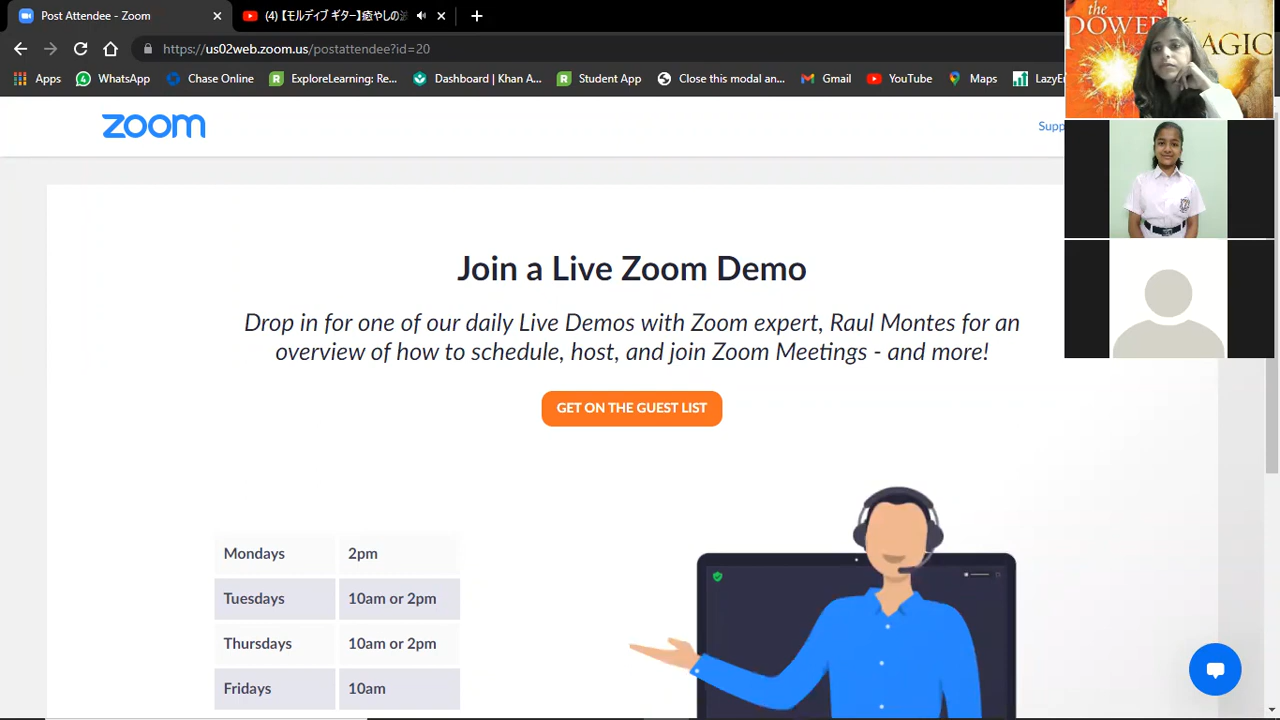 Post Attendee - Zoom
(4) 【モルディブ ギター】癒やしの
https://us02web.zoom.us/postattendee?id=20
Apps
WhatsApp
Chase Online
ExploreLearning: Re...
Dashboard | Khan A...
Student App
Close this modal an...
Gmail
YouTube
Maps
LazyE
the
POWER
MAGIC
zoom
Supp
Join a Live Zoom Demo
Drop in for one of our daily Live Demos with Zoom expert, Raul Montes for an
overview of how to schedule, host, and join Zoom Meetings - and more!
GET ON THE GUEST LIST
Mondays 2pm
Tuesdays 10am or 2pm
Thursdays 10am or 2pm
Fridays 10am